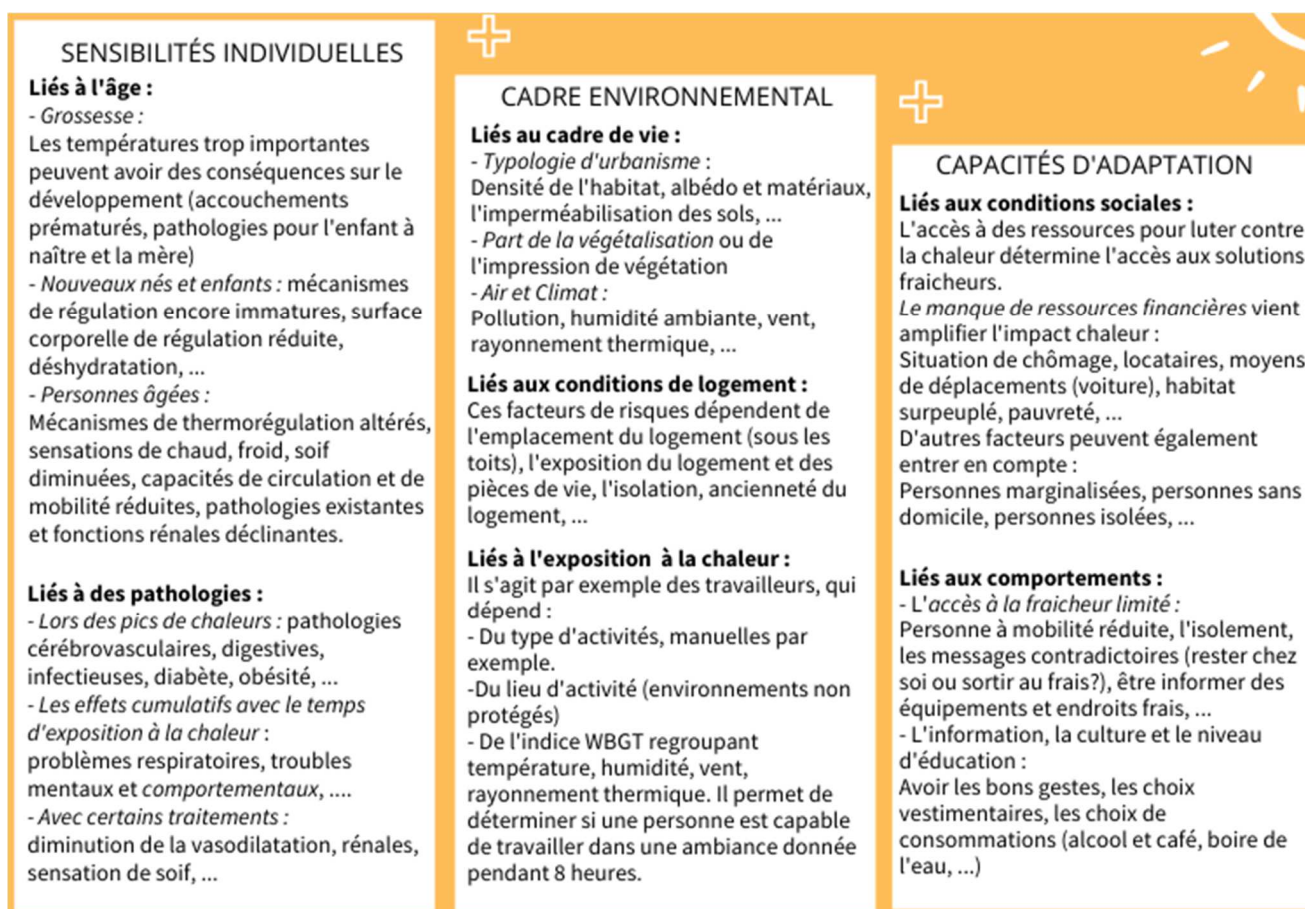 SENSIBILITÉS INDIVIDUELLES
Liés à l'âge :
- Grossesse :
Les températures trop importantes
peuvent avoir des conséquences sur le
développement (accouchements
prématurés, pathologies pour l'enfant à
naître et la mère)
- Nouveaux nés et enfants : mécanismes
de régulation encore immatures, surface
corporelle de régulation réduite,
déshydratation, ...
- Personnes âgées :
Mécanismes de thermorégulation altérés,
sensations de chaud, froid, soif
diminuées, capacités de circulation et de
mobilité réduites, pathologies existantes
et fonctions rénales déclinantes.
Liés à des pathologies :
- Lors des pics de chaleurs : pathologies
cérébrovasculaires, digestives,
infectieuses, diabète, obésité, ...
- Les effets cumulatifs avec le temps
d'exposition à la chaleur :
problèmes respiratoires, troubles
mentaux et comportementaux, ....
- Avec certains traitements :
diminution de la vasodilatation, rénales,
sensation de soif, ...
CADRE ENVIRONNEMENTAL
Liés au cadre de vie :
- Typologie d'urbanisme :
Densité de l'habitat, albédo et matériaux,
l'imperméabilisation des sols, ...
- Part de la végétalisation ou de
l'impression de végétation
- Air et Climat :
Pollution, humidité ambiante, vent,
rayonnement thermique, ...
Liés aux conditions de logement :
Ces facteurs de risques dépendent de
l'emplacement du logement (sous les
toits), l'exposition du logement et des
pièces de vie, l'isolation, ancienneté du
logement, ...
Liés à l'exposition à la chaleur :
Il s'agit par exemple des travailleurs, qui
dépend :
- Du type d'activités, manuelles par
exemple.
-Du lieu d'activité (environnements non
protégés)
- De l'indice WBGT regroupant
température, humidité, vent,
rayonnement thermique. Il permet de
déterminer si une personne est capable
de travailler dans une ambiance donnée
pendant 8 heures.
CAPACITÉS D'ADAPTATION
Liés aux conditions sociales :
L'accès à des ressources pour luter contre
la chaleur détermine l'accès aux solutions
fraicheurs.
Le manque de ressources financières vient
amplifier l'impact chaleur :
Situation de chômage, locataires, moyens
de déplacements (voiture), habitat
surpeuplé, pauvreté, ...
D'autres facteurs peuvent également
entrer en compte :
Personnes marginalisées, personnes sans
domicile, personnes isolées, ...
Liés aux comportements :
- L'accès à la fraicheur limité :
Personne à mobilité réduite, l'isolement,
les messages contradictoires (rester chez
soi ou sortir au frais?), être informer des
équipements et endroits frais, ...
- L'information, la culture et le niveau
d'éducation :
Avoir les bons gestes, les choix
vestimentaires, les choix de
consommations (alcool et café, boire de
l'eau, ...)